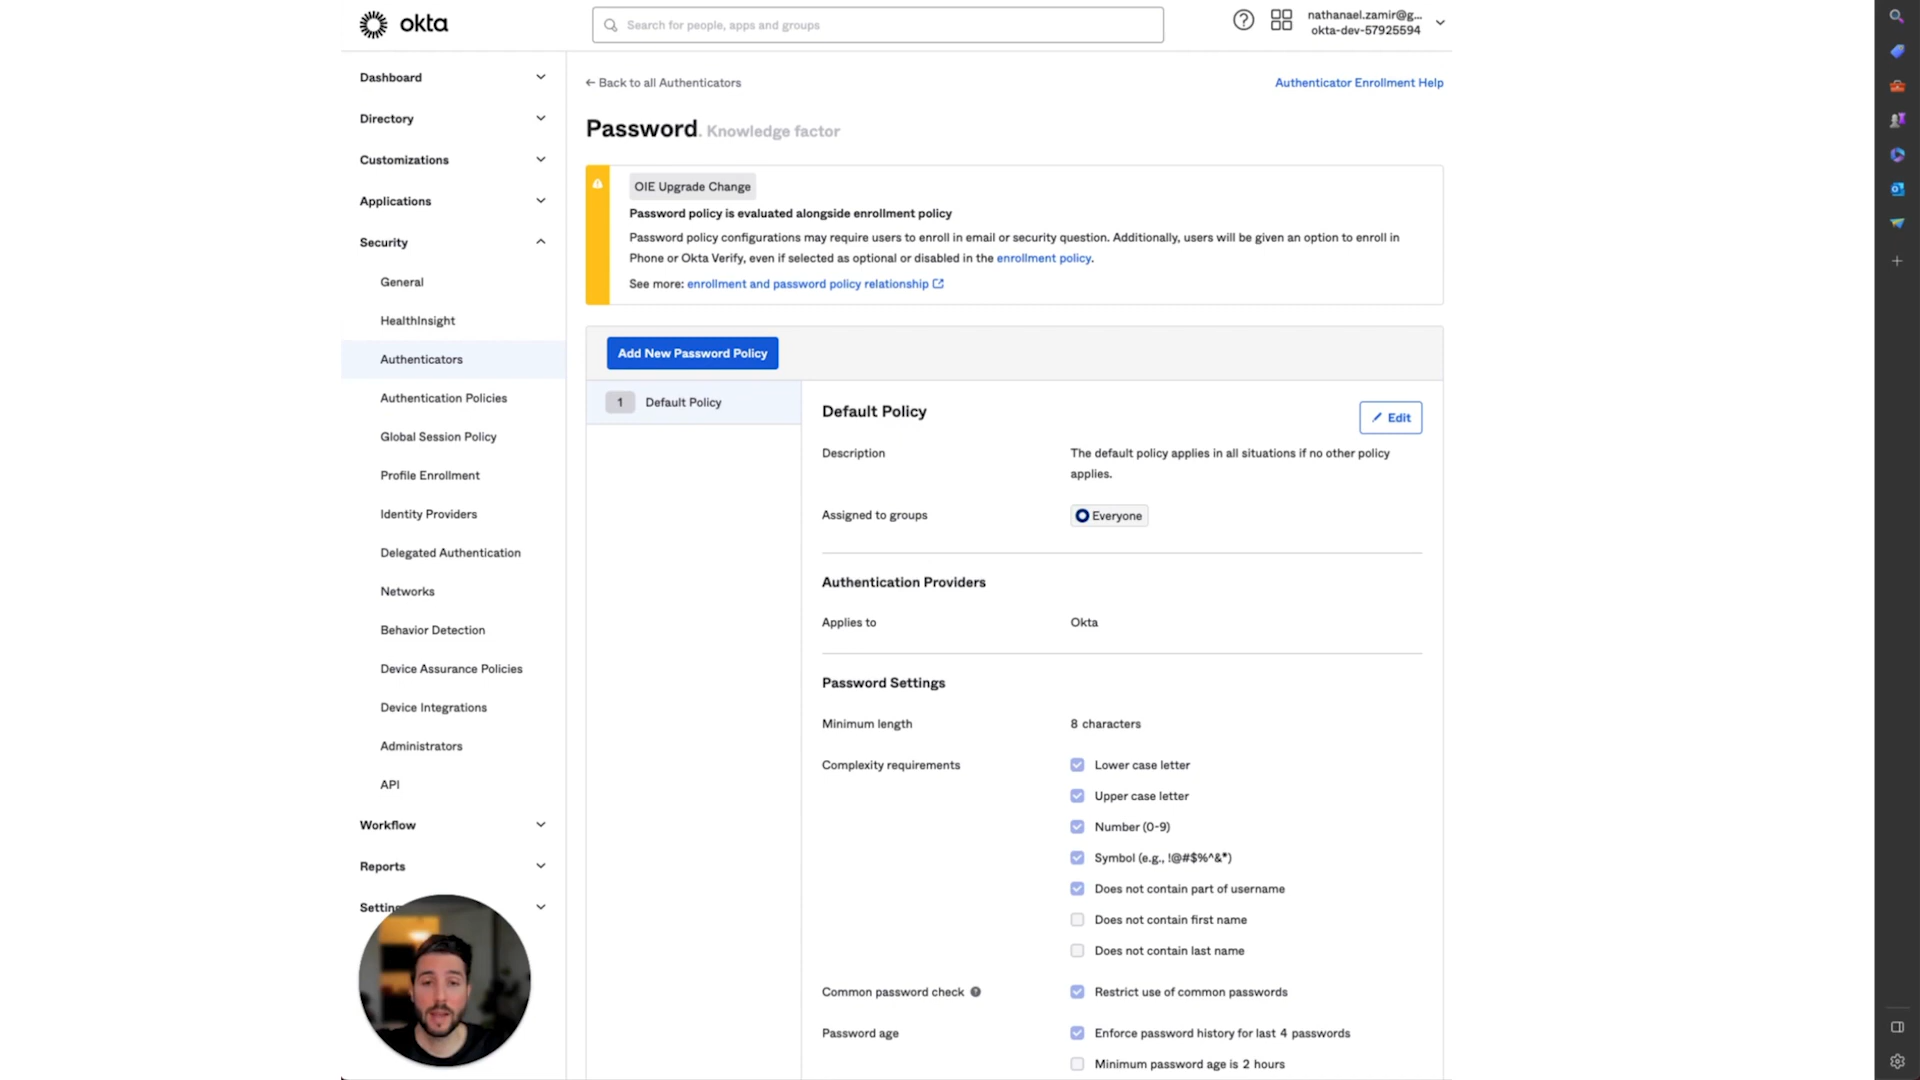 okta
Search for people, apps and groups
nathanael.zamir@g...
okta-dev-57925594
Dashboard
Directory
Customizations
Applications
Security
General
HealthInsight
Authenticators
Authentication Policies
Global Session Policy
Profile Enrollment
Identity Providers
Delegated Authentication
Networks
Behavior Detection
Device Assurance Policies
Device Integrations
Administrators
API
Workflow
Reports
← Back to all Authenticators
Authenticator Enrollment Help
Password. Knowledge factor
OIE Upgrade Change
Password policy is evaluated alongside enrollment policy
Password policy configurations may require users to enroll in email or security question. Additionally, users will be given an option to enroll in
Phone or Okta Verify, even if selected as optional or disabled in the enrollment policy.
See more: enrollment and password policy relationship
Add New Password Policy
1 Default Policy
Default Policy
Edit
Description
The default policy applies in all situations if no other policy
applies.
Assigned to groups
Everyone
Authentication Providers
Applies to
Okta
Password Settings
Minimum length
8 characters
Complexity requirements
Lower case letter
Upper case letter
Number (0-9)
Symbol (e.g., !@#$%^&*)
Does not contain part of username
Does not contain first name
Does not contain last name
Common password check
Restrict use of common passwords
Password age
Enforce password history for last 4 passwords
Minimum password age is 2 hours